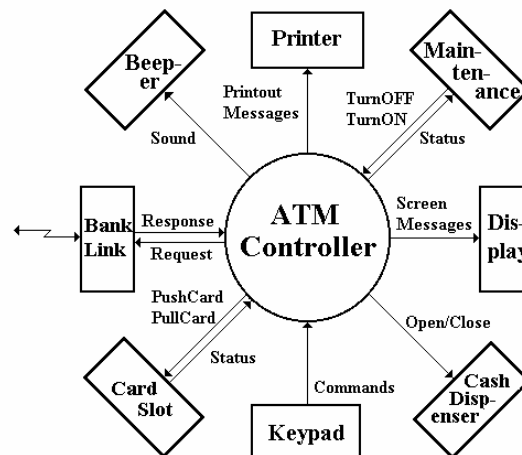 Printer
Beep-
er
Main-
ten-
ance
Printout
Messages
TurnOFF
TurnON
Sound
Status
Bank
Link
Response
Request
ATM
Controller
Screen
Messages
Dis-
play
PushCard
PullCard
Status
Open/Close
Card
Slot
Commands
Keypad
Cash
Disp-
enser